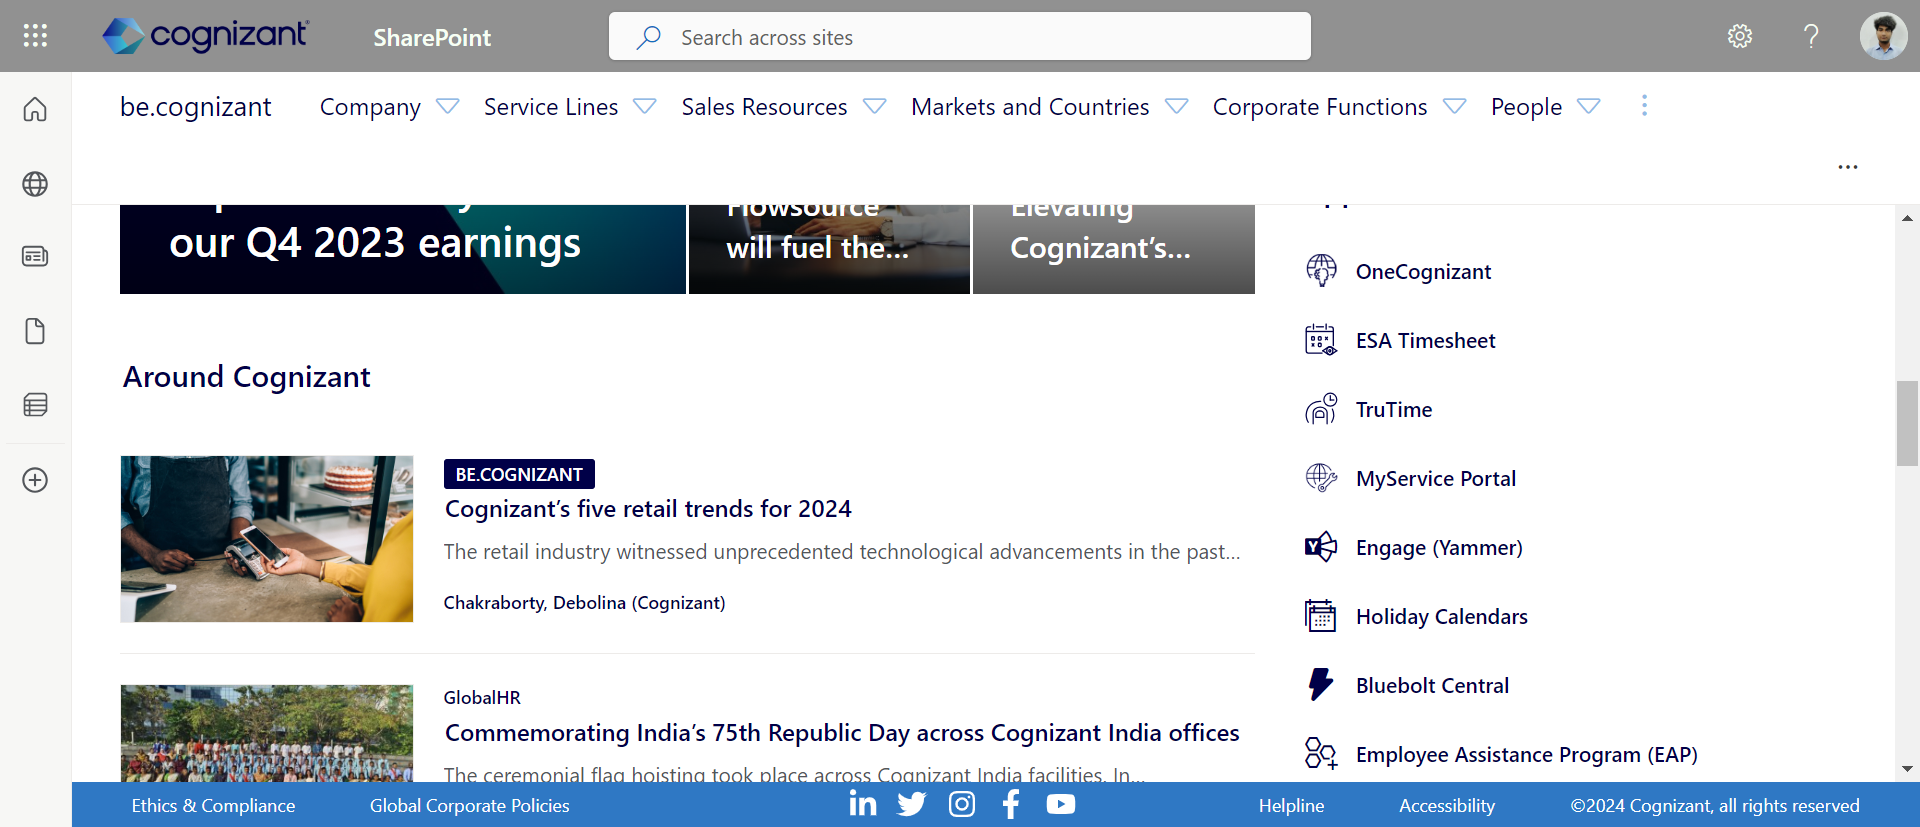 cognizant
SharePoint
Search across sites
be.cognizant
Company
Service Lines
Sales Resources
Markets and Countries
Corporate Functions
People
...
our Q4 2023 earnings
Flowsource
will fuel the...
Elevating
Cognizant’s...
OneCognizant
ESA Timesheet
TruTime
MyService Portal
Engage (Yammer)
Holiday Calendars
Bluebolt Central
Employee Assistance Program (EAP)
Around Cognizant
BE.COGNIZANT
Cognizant’s five retail trends for 2024
The retail industry witnessed unprecedented technological advancements in the past...
Chakraborty, Debolina (Cognizant)
GlobalHR
Commemorating India’s 75th Republic Day across Cognizant India offices
The ceremonial flag hoisting took place across Cognizant India facilities. In...
Ethics & Compliance
Global Corporate Policies
Helpline
Accessibility
©2024 Cognizant, all rights reserved